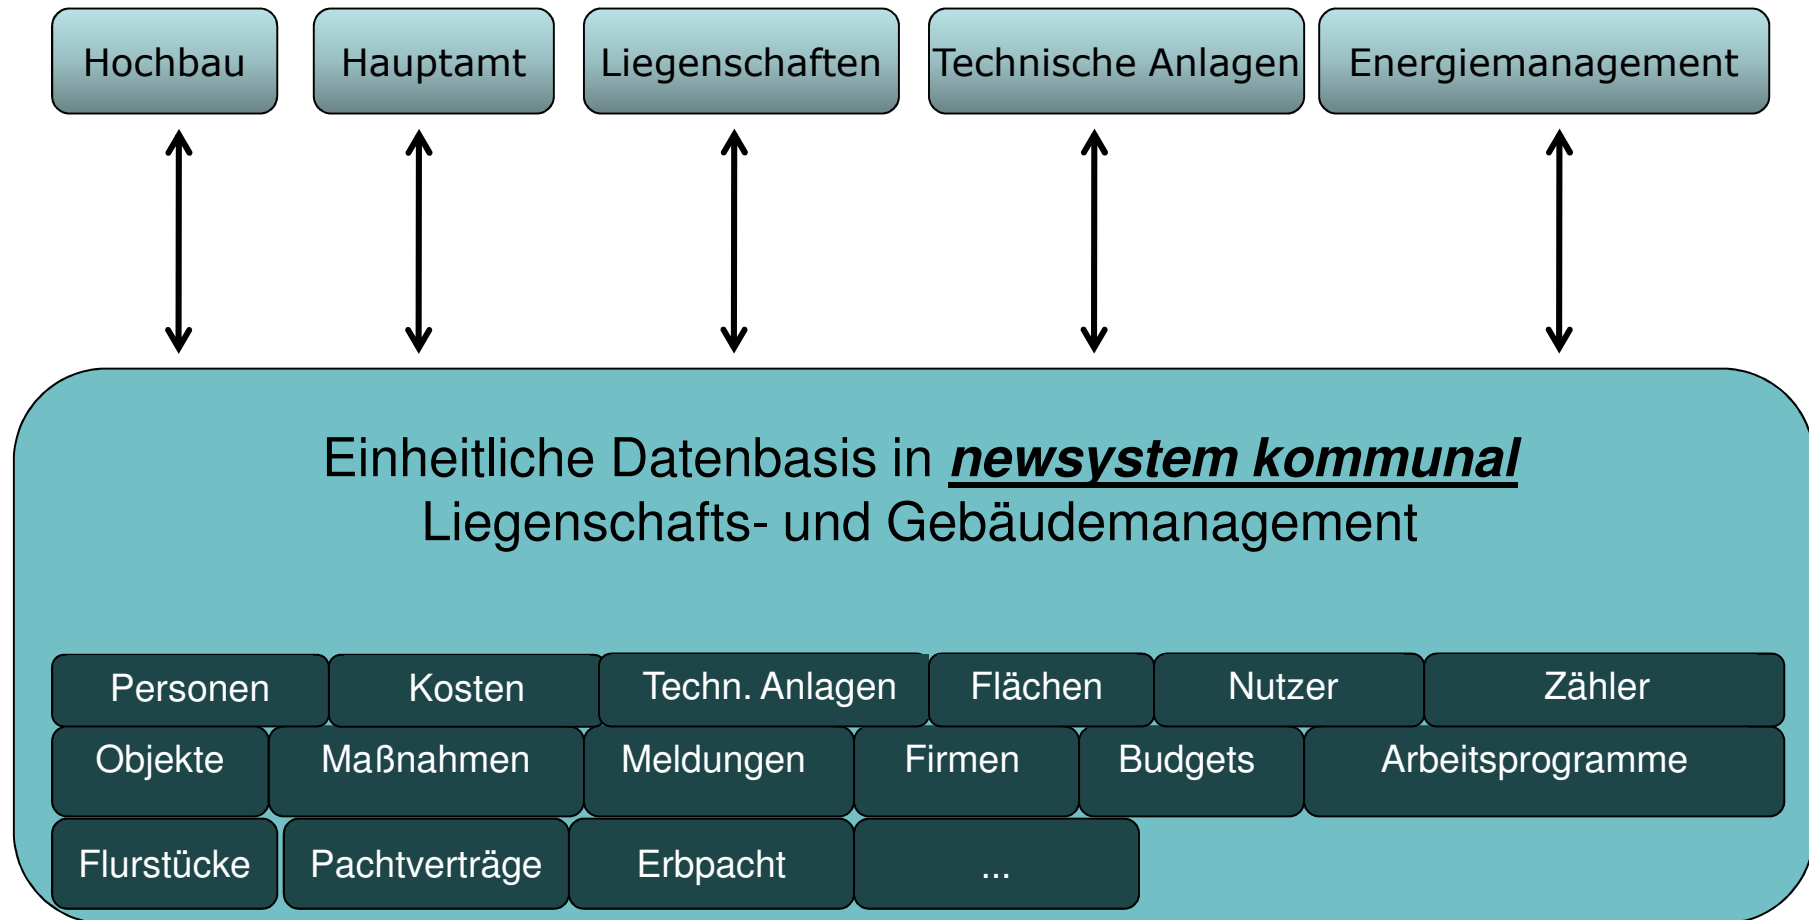 Hochbau Hauptamt Liegenschaften Technische Anlagen Energiemanagement
Einheitliche Datenbasis in newsystem kommunal
Liegenschafts- und Gebäudemanagement
Personen Kosten Techn. Anlagen Flächen Nutzer Zähler
Objekte Maßnahmen Meldungen Firmen Budgets Arbeitsprogramme
Flurstücke Pachtverträge Erbpacht ...